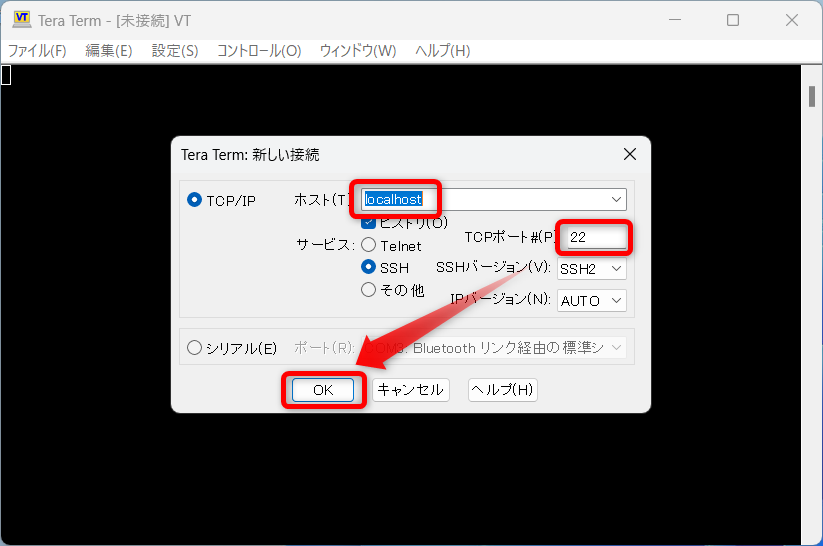 Tera Term - [未接続] VT
ファイル(F) 編集(E) 設定(S) コントロール(O) ウィンドウ(W) ヘルプ(H)
Tera Term: 新しい接続
TCP/IP ホスト(T) localhost
ヒストリ(O)
サービス: Telnet TCPポート#(P) 22
SSH SSHバージョン(V): SSH2
その他 IPバージョン(N): AUTO
シリアル(E) ポート(R): COM3: Bluetooth リンク経由の標準シ
OK キャンセル ヘルプ(H)